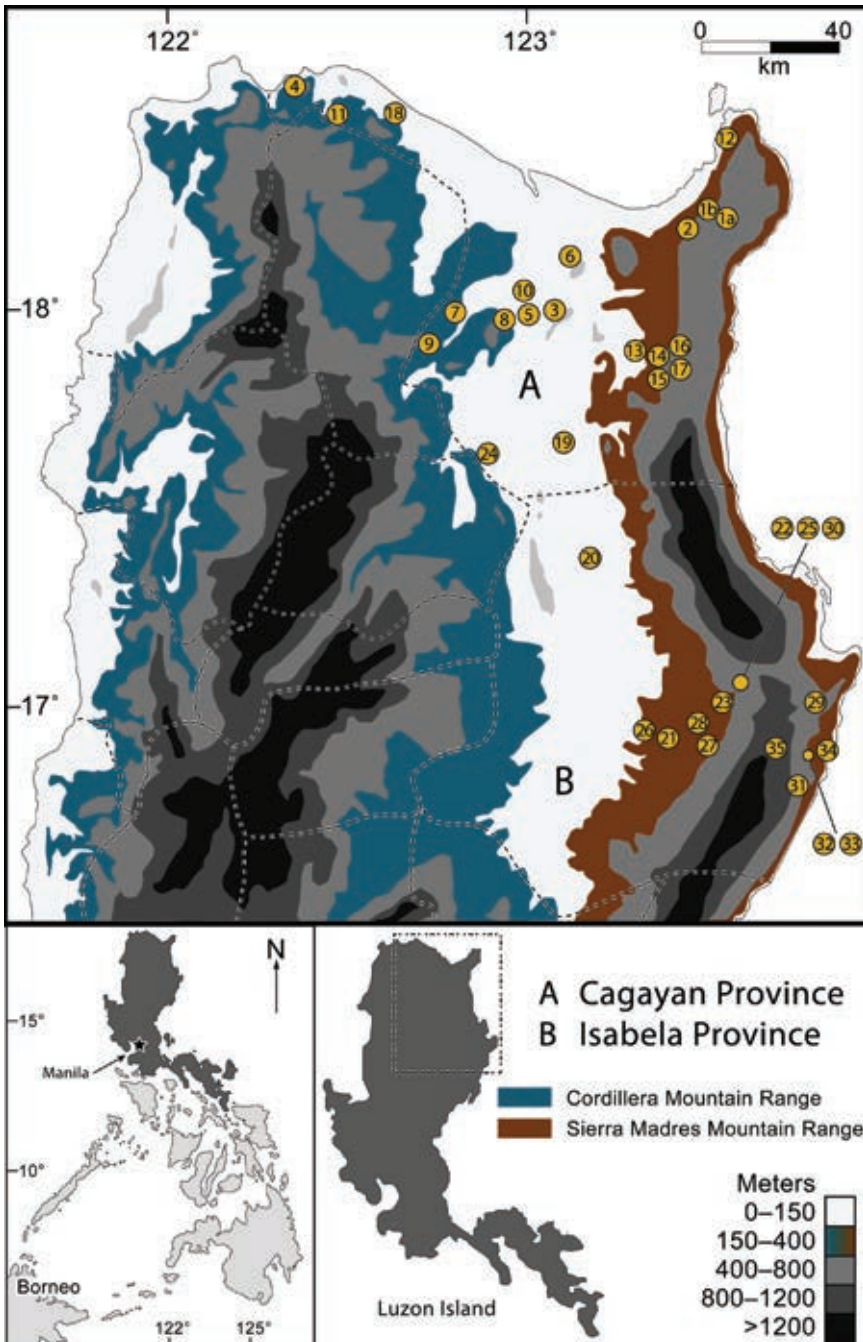 122 123 0 40
km
4
11 18
12
1b
1a
2
6
10
18° 7 8 5 3
9
13 14 16
15 17
A
24 19
22 25 30
20
17° 23 29
28
26 21 27 35 34
B
31
32 33
N
15°
Manila
10°
Borneo
122° 125°
Luzon Island
A Cagayan Province
B Isabela Province
Cordillera Mountain Range
Sierra Madres Mountain Range
Meters
0–150
150–400
400–800
800–1200
>1200